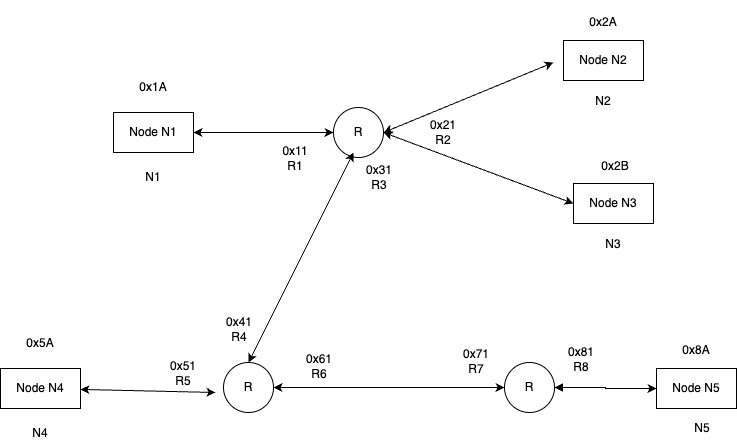 0x2A
Node N2
N2
0x1A
Node N1
N1
R
0x11
R1
0x21
R2
0x31
R3
0x2B
Node N3
N3
0x41
R4
0x5A
Node N4
N4
0x51
R5
R
0x61
R6
0x71
R7
R
0x81
R8
0x8A
Node N5
N5